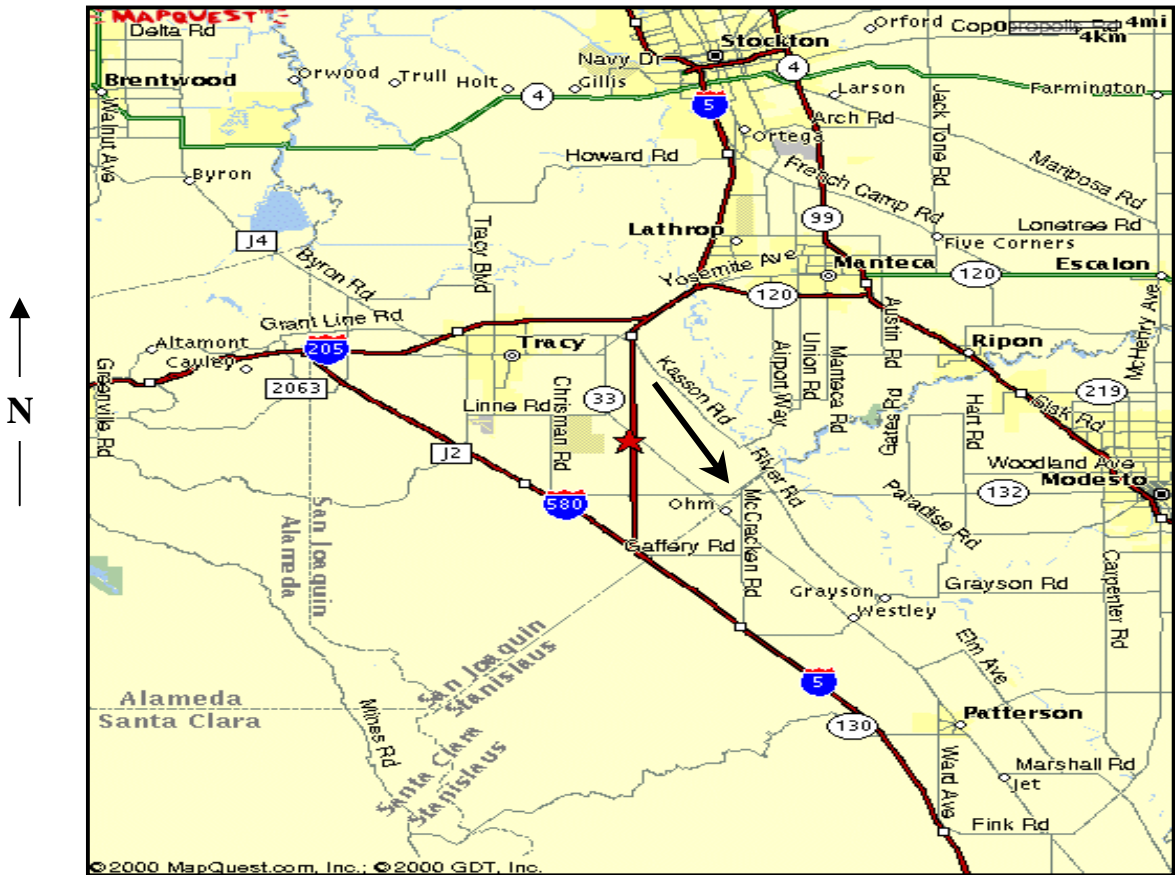 MAPQUEST
Delta Rd
Orford
Cop
0
eropolis Rd
4mi
4km
Stockton
Navy Dr
Brentwood
Orwood
Trull
Holt
Gillis
4
4
5
Larson
Farmington
Walnut Ave
Arch Rd
Ortega
Jack Tone Rd
Howard Rd
French Camp Rd
Mariposa Rd
Byron
Tracy Blvd
99
Lonetree Rd
Lathrop
Five Corners
J4
Byron Rd
Yosemite Ave
Manteca
120
Escalon
120
Grant Line Rd
Austin Rd
McHenry Ave
Altamont
205
Tracy
Ripon
Cayley
Kasson Rd
Airport Way
Union Rd
Manteca Rd
2063
Chrisman Rd
33
219
Sisk Rd
N
Greenville Rd
Linne Rd
Gates Rd
Hart Rd
J2
River Rd
Woodland Ave
132
Modesto
580
Ohm
McCracken Rd
Paradise Rd
San Joaquin
Alameda
Gaffery Rd
Grayson
Grayson Rd
Carpenter Rd
Westley
Elm Ave
San Joaquin
Stanislaus
5
Alameda
Santa Clara
Mines Rd
Patterson
130
Santa Clara
Stanislaus
Ward Ave
Marshall Rd
Jet
Fink Rd
©2000 MapQuest.com, Inc.; ©2000 GDT, Inc.